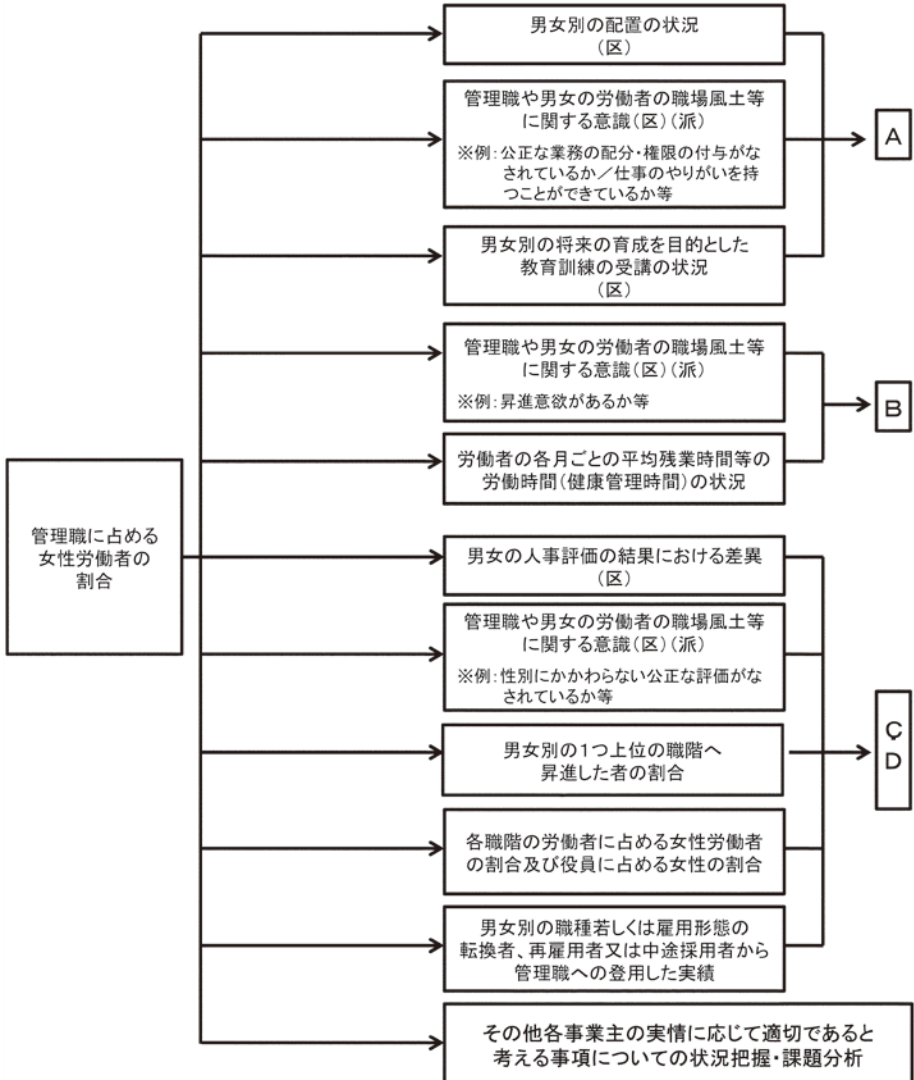 男女別の配置の状況
(区)
管理職や男女の労働者の職場風土等
に関する意識(区)(派)
※例:公正な業務の配分・権限の付与がな
されているか/仕事のやりがいを持
つことができているか等
A
男女別の将来の育成を目的とした
教育訓練の受講の状況
(区)
管理職や男女の労働者の職場風土等
に関する意識(区)(派)
※例:昇進意欲があるか等
B
労働者の各月ごとの平均残業時間等の
労働時間(健康管理時間)の状況
管理職に占める
女性労働者の
割合
男女の人事評価の結果における差異
(区)
管理職や男女の労働者の職場風土等
に関する意識(区)(派)
※例:性別にかかわらない公正な評価がな
されているか等
男女別の1つ上位の職階へ
昇進した者の割合
C
D
各職階の労働者に占める女性労働者
の割合及び役員に占める女性の割合
男女別の職種若しくは雇用形態の
転換者、再雇用者又は中途採用者から
管理職への登用した実績
その他各事業主の実情に応じて適切であると
考える事項についての状況把握・課題分析